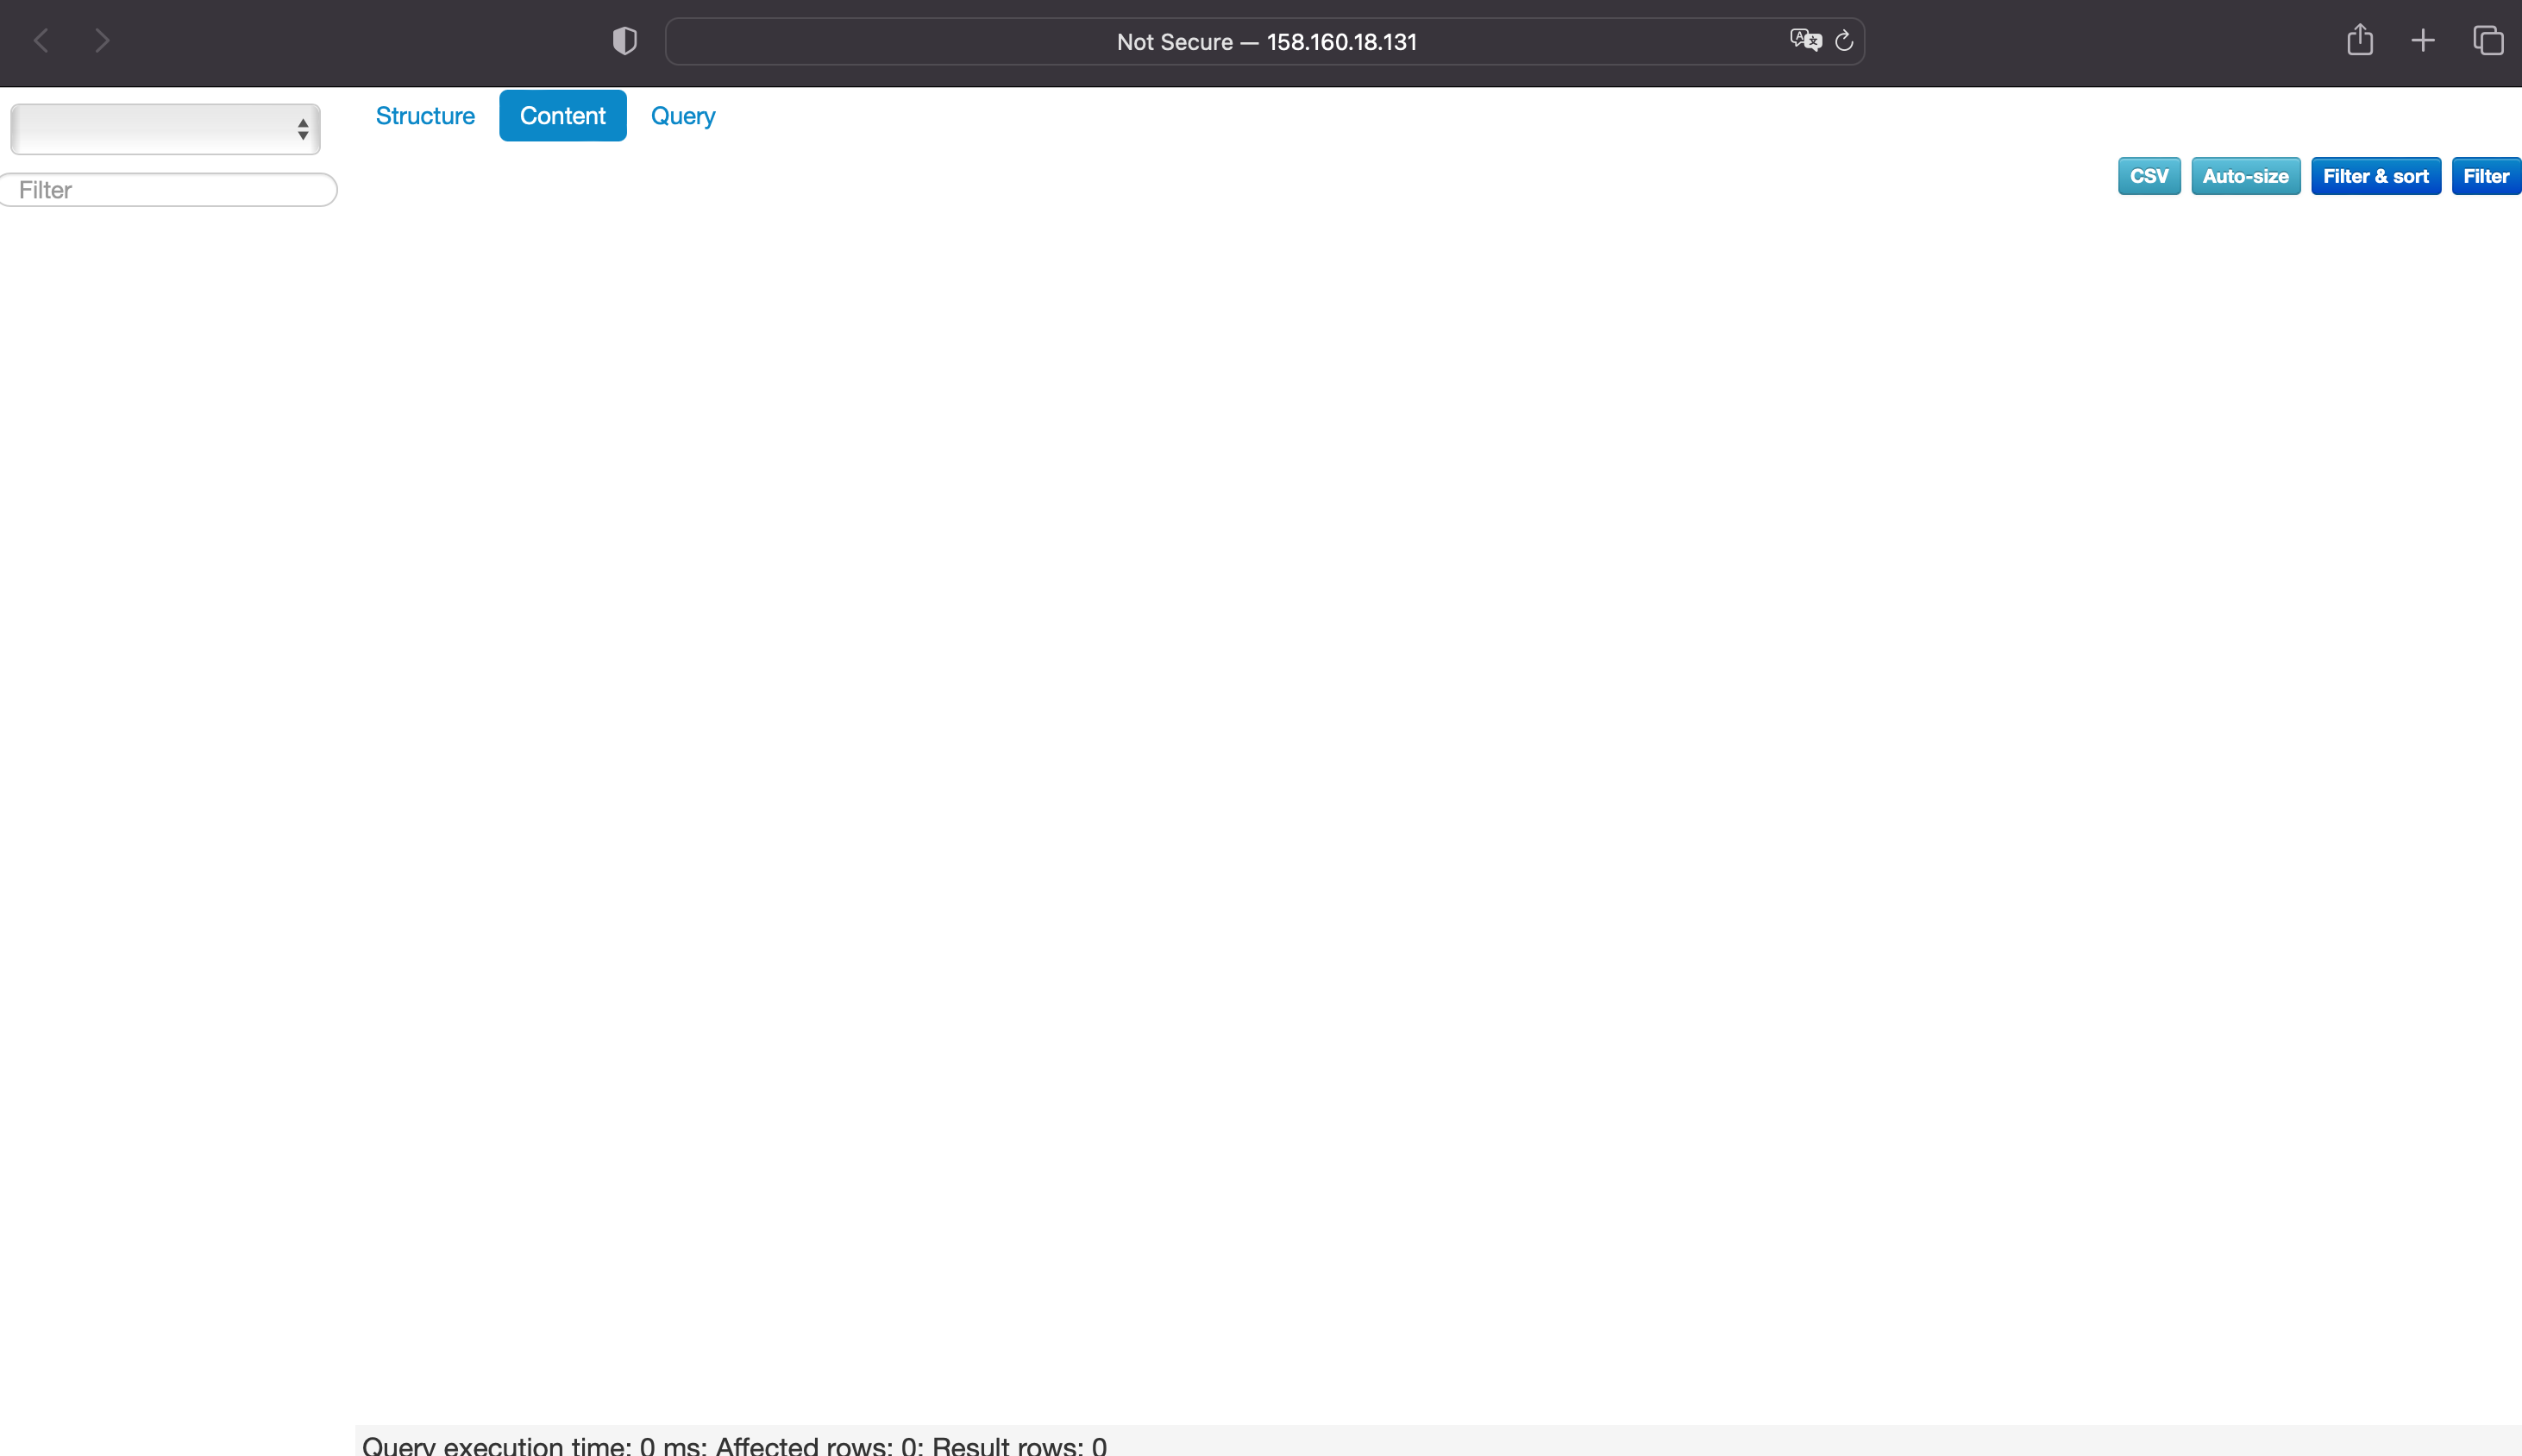 Not Secure — 158.160.18.131
Structure Content Query
CSV Auto-size Filter & sort Filter
Filter
Query execution time: 0 ms; Affected rows: 0; Result rows: 0